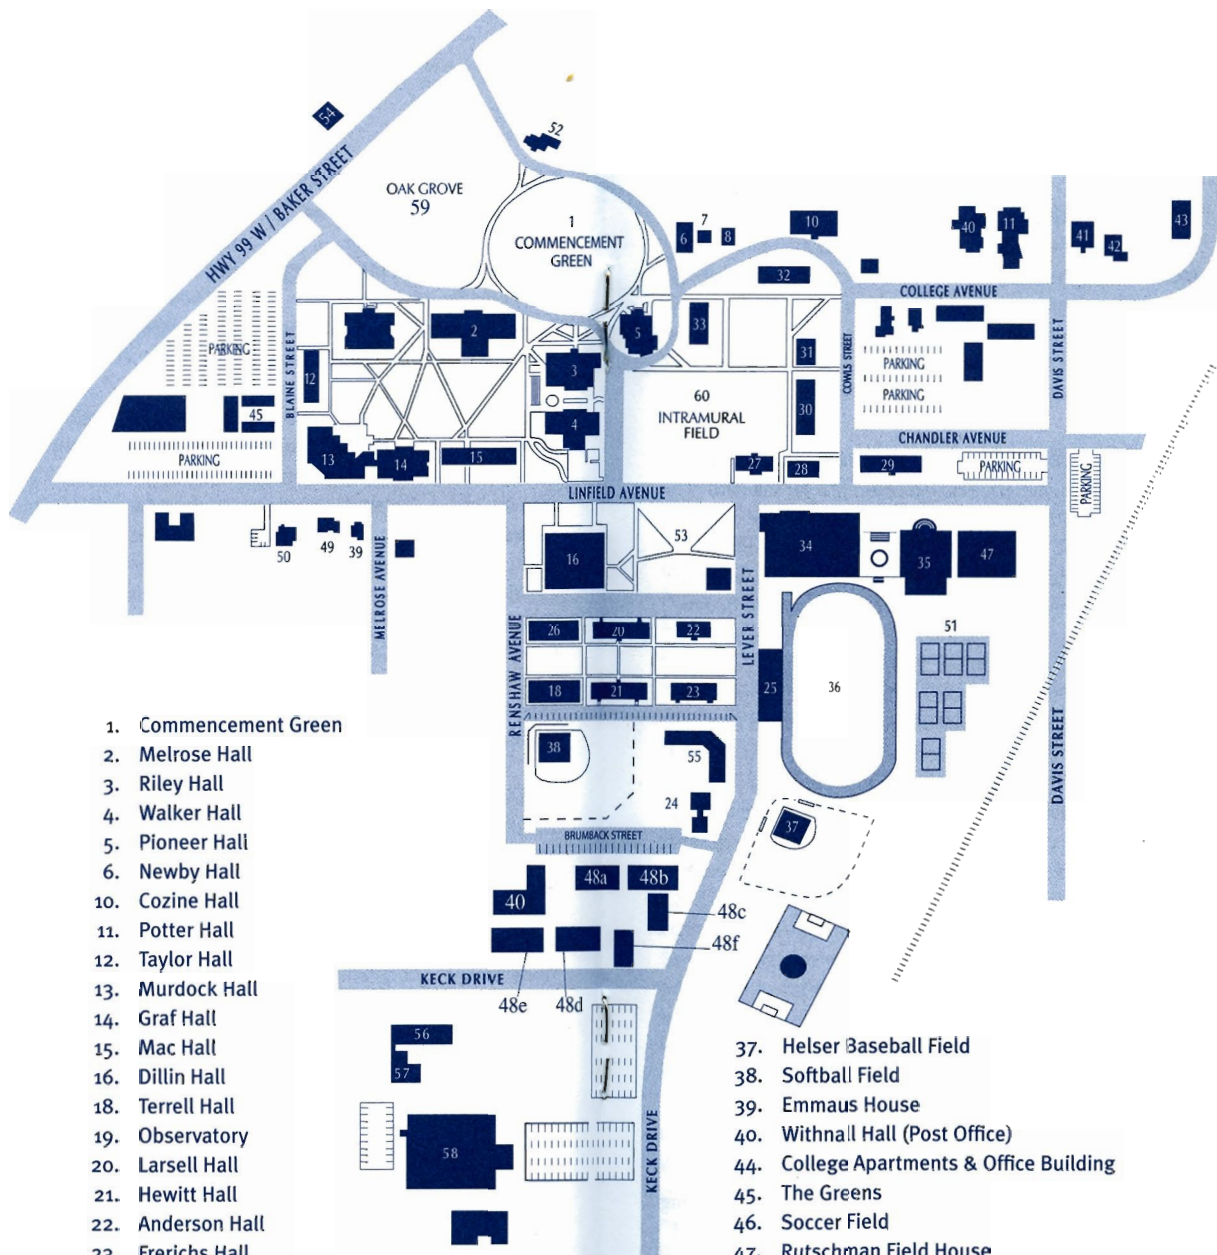 54
52
HWY 99 W / BAKER STREET
OAK GROVE
59
1
COMMENCEMENT
GREEN
7
6
8
10
40
11
41
42
43
32
COLLEGE AVENUE
PARKING
BLAINE STREET
2
5
33
31
COWLS STREET
PARKING
DAVIS STREET
12
3
60
INTRAMURAL
FIELD
30
PARKING
45
4
CHANDLER AVENUE
PARKING
13
14
15
27
28
29
PARKING
PARKING
LINFIELD AVENUE
50
49
39
MELROSE AVENUE
16
53
34
35
47
LEVER STREET
RENSHAW AVENUE
26
20
22
51
18
21
23
25
36
38
55
24
DAVIS STREET
37
BRUMBACK STREET
40
48a
48b
48c
48f
KECK DRIVE
48e
48d
56
57
58
KECK DRIVE
1. Commencement Green
2. Melrose Hall
3. Riley Hall
4. Walker Hall
5. Pioneer Hall
6. Newby Hall
10. Cozine Hall
11. Potter Hall
12. Taylor Hall
13. Murdock Hall
14. Graf Hall
15. Mac Hall
16. Dillin Hall
18. Terrell Hall
19. Observatory
20. Larsell Hall
21. Hewitt Hall
22. Anderson Hall
23. Frerichs Hall
37. Helser Baseball Field
38. Softball Field
39. Emmaus House
40. Withnall Hall (Post Office)
44. College Apartments & Office Building
45. The Greens
46. Soccer Field
47. Rutschman Field House